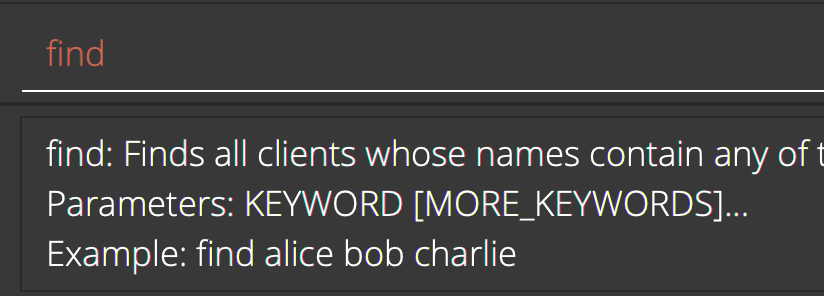 find
find: Finds all clients whose names contain any of
Parameters: KEYWORD [MORE_KEYWORDS]...
Example: find alice bob charlie